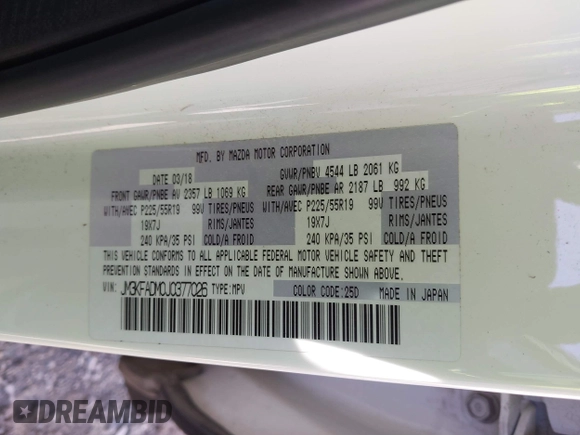 MFD. BY MAZDA MOTOR CORPORATION
DATE 03/18 GVWR/PNBV 4544 LB 2061 KG
FRONT GAWR/PNBE AV 2357 LB 1069 KG REAR GAWR/PNBE AR 2187 LB 992 KG
WITH/AVEC P225/55R19 99V TIRES/PNEUS WITH/AVEC P225/55R19 99V TIRES/PNEUS
19X7J RIMS/JANTES 19X7J RIMS/JANTES
240 KPA/35 PSI COLD/A FROID 240 KPA/35 PSI COLD/A FROID
THIS VEHICLE CONFORMS TO ALL APPLICABLE FEDERAL MOTOR VEHICLE SAFETY AND THEFT
PREVENTION STANDARDS IN EFFECT ON THE DATE OF MANUFACTURE SHOWN ABOVE.
VIN: JM3KFADM0J0377026 TYPE:MPV COLOR CODE:25D MADE IN JAPAN
DREAMBID